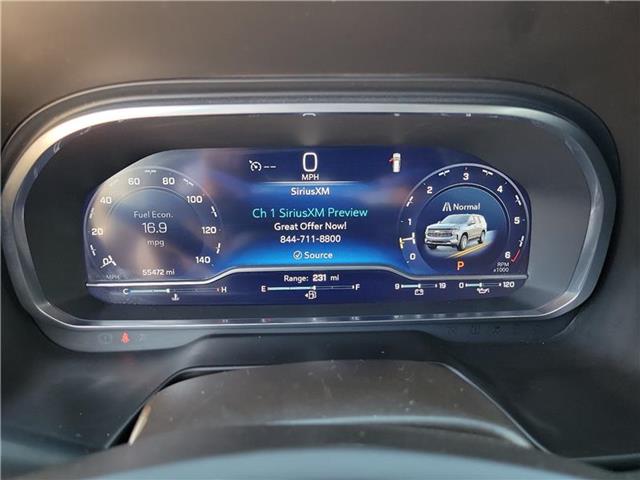 -- 0
MPH
SiriusXM
Ch 1 SiriusXM Preview
Great Offer Now!
844-711-8800
Source
0 20 40 60 80 100 120 140
Fuel Econ.
16.9
mpg
MPH
55472 mi
0 1 2 3 4 5 6
Normal
P
RPM
x1000
Range: 231 mi
C H
E F
9 19
0 120